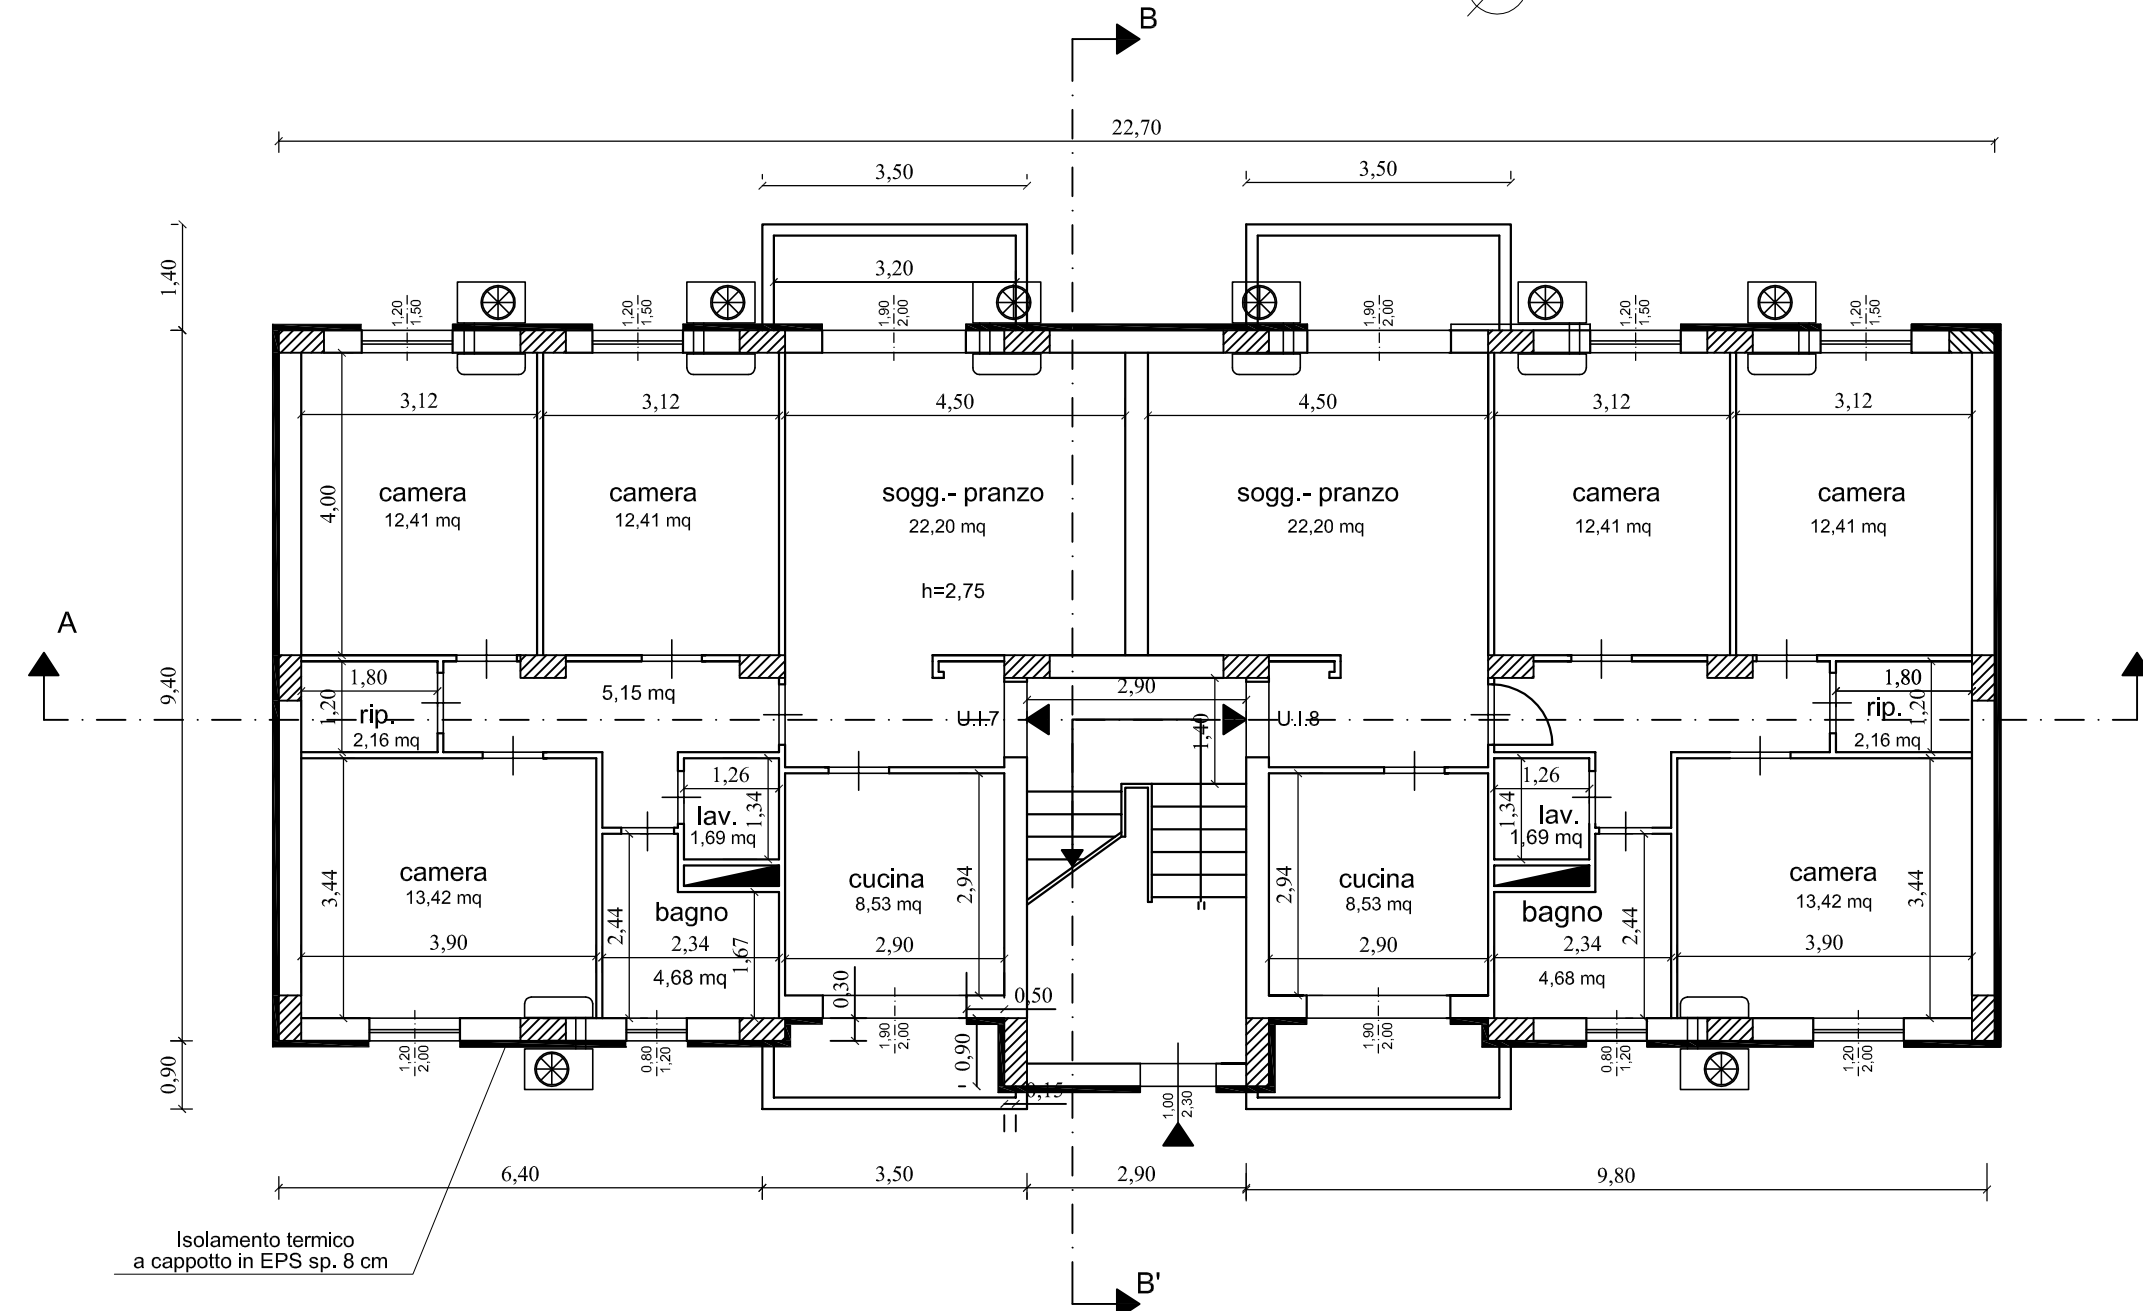 B
22,70
3,50
3,50
1,40
3,20
1,20
1,50
1,20
1,50
1,90
2,00
1,90
2,00
1,20
1,50
1,20
1,50
3,12
3,12
4,50
4,50
3,12
3,12
4,00
camera
12,41 mq
camera
12,41 mq
sogg.- pranzo
22,20 mq
sogg.- pranzo
22,20 mq
camera
12,41 mq
camera
12,41 mq
h=2,75
A
9,40
1,80
1,20
rip.
2,16 mq
5,15 mq
U.I.7
2,90
1,40
U.I.8
1,80
1,20
rip.
2,16 mq
1,26
1,34
lav.
1,69 mq
1,26
1,34
lav.
1,69 mq
camera
13,42 mq
3,44
3,90
bagno
2,44
2,34
1,67
4,68 mq
cucina
8,53 mq
2,94
2,90
cucina
8,53 mq
2,94
2,90
bagno
2,34
2,44
4,68 mq
camera
13,42 mq
3,44
3,90
0,30
0,50
0,90
0,90
0,15
1,20
2,00
0,80
1,20
1,90
2,00
1,00
2,30
1,90
2,00
0,80
1,20
1,20
2,00
6,40
3,50
2,90
9,80
Isolamento termico
a cappotto in EPS sp. 8 cm
B'